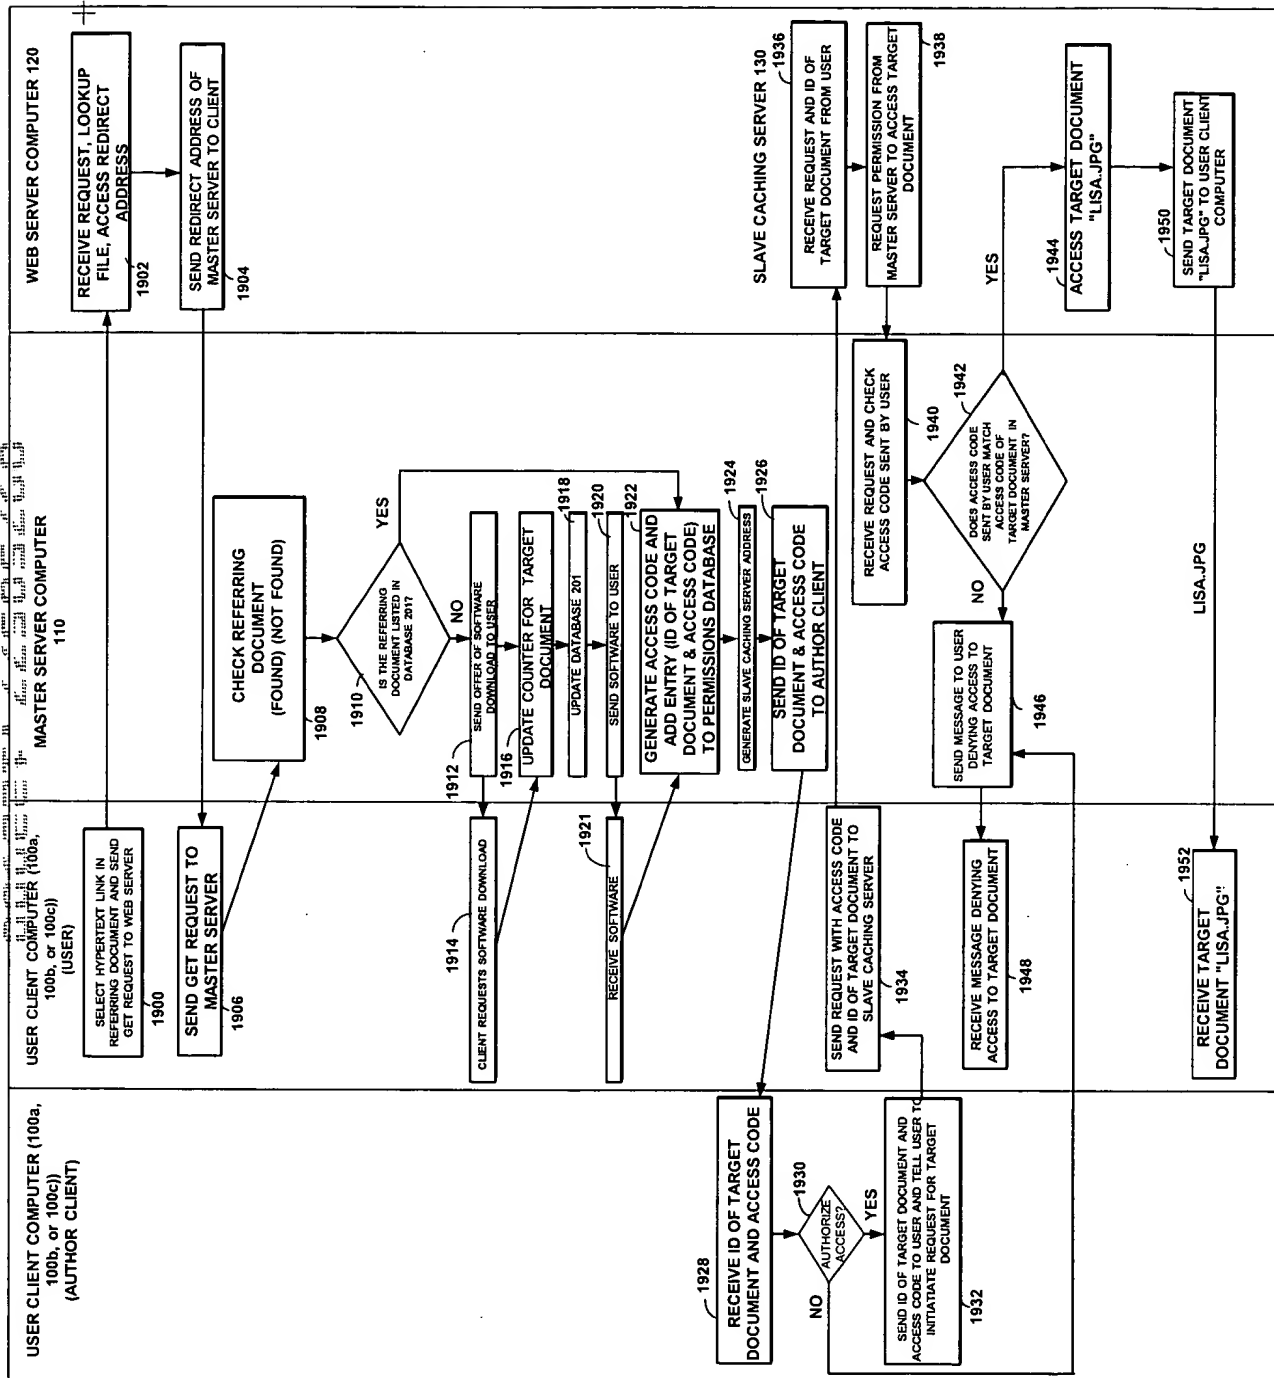 USER CLIENT COMPUTER (100a,
100b, or 100c))
(AUTHOR CLIENT)
USER CLIENT COMPUTER (100a,
100b, or 100c))
(USER)
MASTER SERVER COMPUTER
110
WEB SERVER COMPUTER 120
SELECT HYPERTEXT LINK IN
REFERRING DOCUMENT AND SEND
GET REQUEST TO WEB SERVER
1900
RECEIVE REQUEST, LOOKUP
FILE, ACCESS REDIRECT
ADDRESS
1902
SEND REDIRECT ADDRESS OF
MASTER SERVER TO CLIENT
1904
SEND GET REQUEST TO
MASTER SERVER
1906
CHECK REFERRING
DOCUMENT
(FOUND) (NOT FOUND)
1908
IS THE REFERRING
DOCUMENT LISTED IN
DATABASE 201?
1910
YES
NO
1912
SEND OFFER OF SOFTWARE
DOWNLOAD TO USER
1914
CLIENT REQUESTS SOFTWARE DOWNLOAD
1916
UPDATE COUNTER FOR TARGET
DOCUMENT
1918
UPDATE DATABASE 201
1920
SEND SOFTWARE TO USER
1921
RECEIVE SOFTWARE
1922
GENERATE ACCESS CODE AND
ADD ENTRY (ID OF TARGET
DOCUMENT & ACCESS CODE)
TO PERMISSIONS DATABASE
1924
GENERATE SLAVE CACHING SERVER ADDRESS
1926
SEND ID OF TARGET
DOCUMENT & ACCESS CODE
TO AUTHOR CLIENT
1928
RECEIVE ID OF TARGET
DOCUMENT AND ACCESS CODE
1930
AUTHORIZE
ACCESS?
NO
YES
SEND ID OF TARGET DOCUMENT AND
ACCESS CODE TO USER AND TELL USER TO
INITIATE REQUEST FOR TARGET
DOCUMENT
1932
SEND REQUEST WITH ACCESS CODE
AND ID OF TARGET DOCUMENT TO
SLAVE CACHING SERVER
1934
SLAVE CACHING SERVER 130
RECEIVE REQUEST AND ID OF
TARGET DOCUMENT FROM USER
1936
REQUEST PERMISSION FROM
MASTER SERVER TO ACCESS TARGET
DOCUMENT
1938
RECEIVE REQUEST AND CHECK
ACCESS CODE SENT BY USER
1940
DOES ACCESS CODE
SENT BY USER MATCH
ACCESS CODE OF
TARGET DOCUMENT IN
MASTER SERVER?
1942
YES
NO
ACCESS TARGET DOCUMENT
"LISA.JPG"
1944
SEND MESSAGE TO USER
DENYING ACCESS TO
TARGET DOCUMENT
1946
RECEIVE MESSAGE DENYING
ACCESS TO TARGET DOCUMENT
1948
1950
SEND TARGET DOCUMENT
"LISA.JPG" TO USER CLIENT
COMPUTER
LISA.JPG
1952
RECEIVE TARGET
DOCUMENT "LISA.JPG"